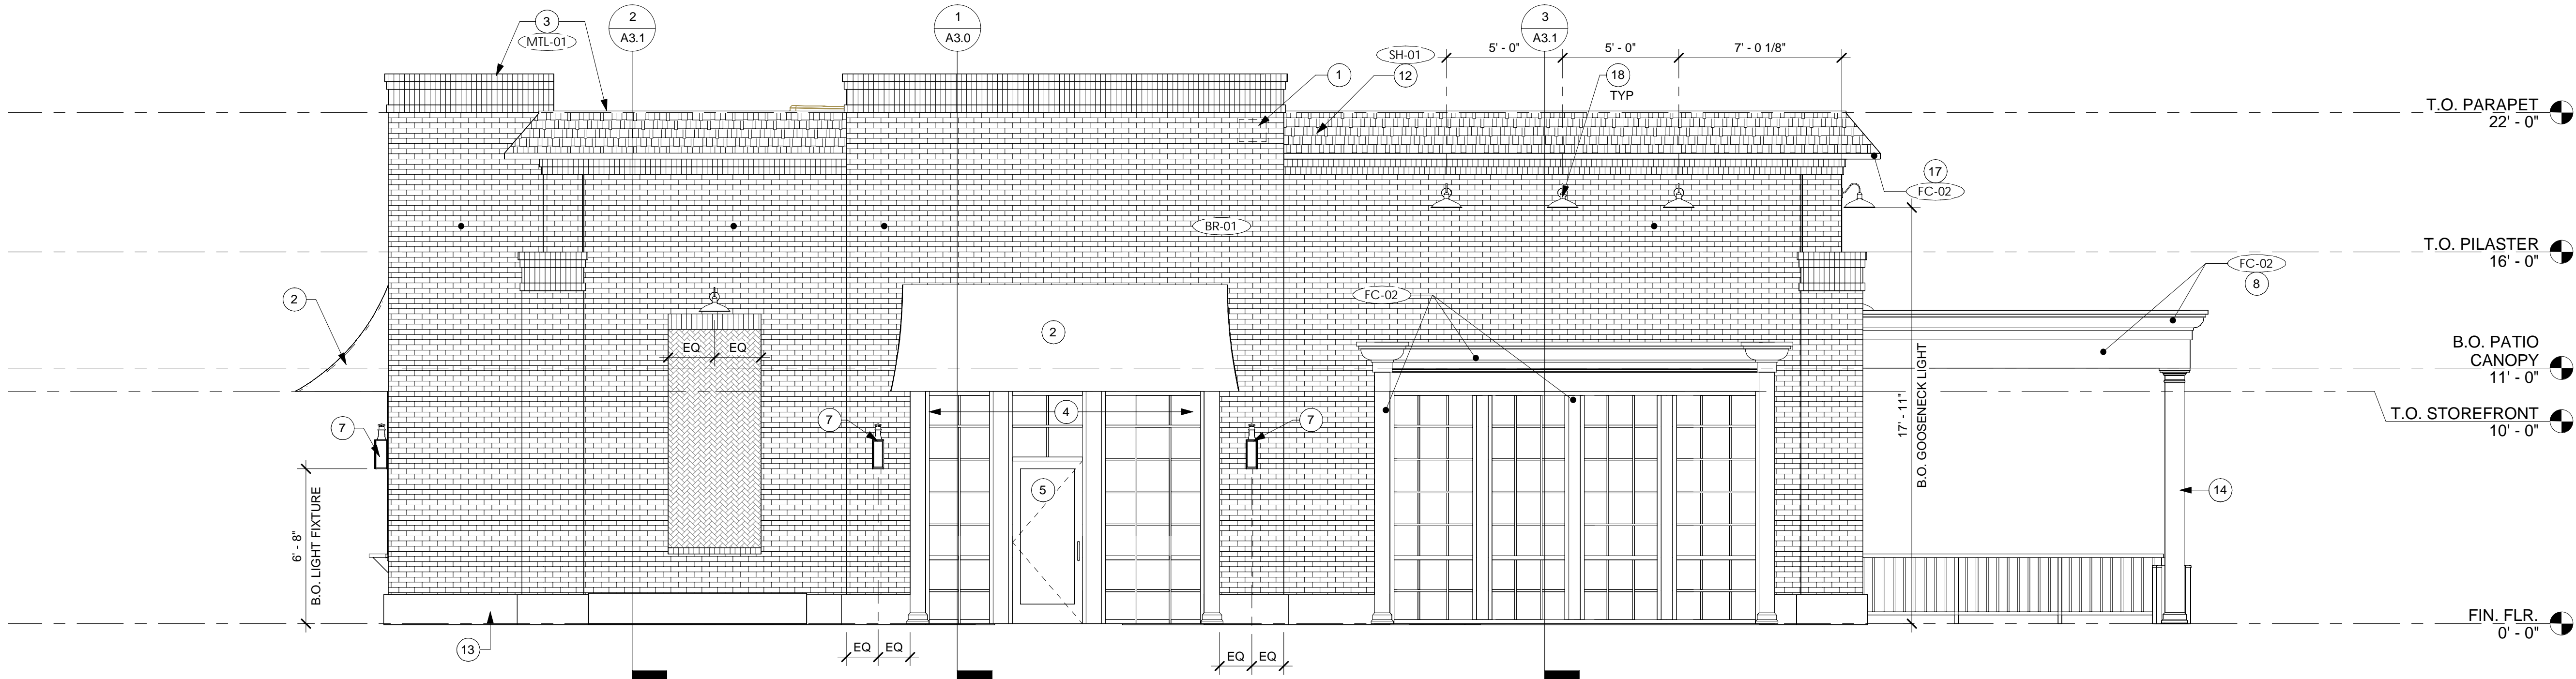 3
MTL-01
2
A3.1
1
A3.0
3
A3.1
5' - 0"
5' - 0"
7' - 0 1/8"
SH-01
12
1
18
TYP
T.O. PARAPET
22' - 0"
17
FC-02
BR-01
T.O. PILASTER
16' - 0"
FC-02
8
2
FC-02
2
EQ
EQ
B.O. PATIO
CANOPY
11' - 0"
17' - 11"
B.O. GOOSENECK LIGHT
T.O. STOREFRONT
10' - 0"
7
7
4
7
5
14
6' - 8"
B.O. LIGHT FIXTURE
FIN. FLR.
0' - 0"
13
EQ
EQ
EQ
EQ